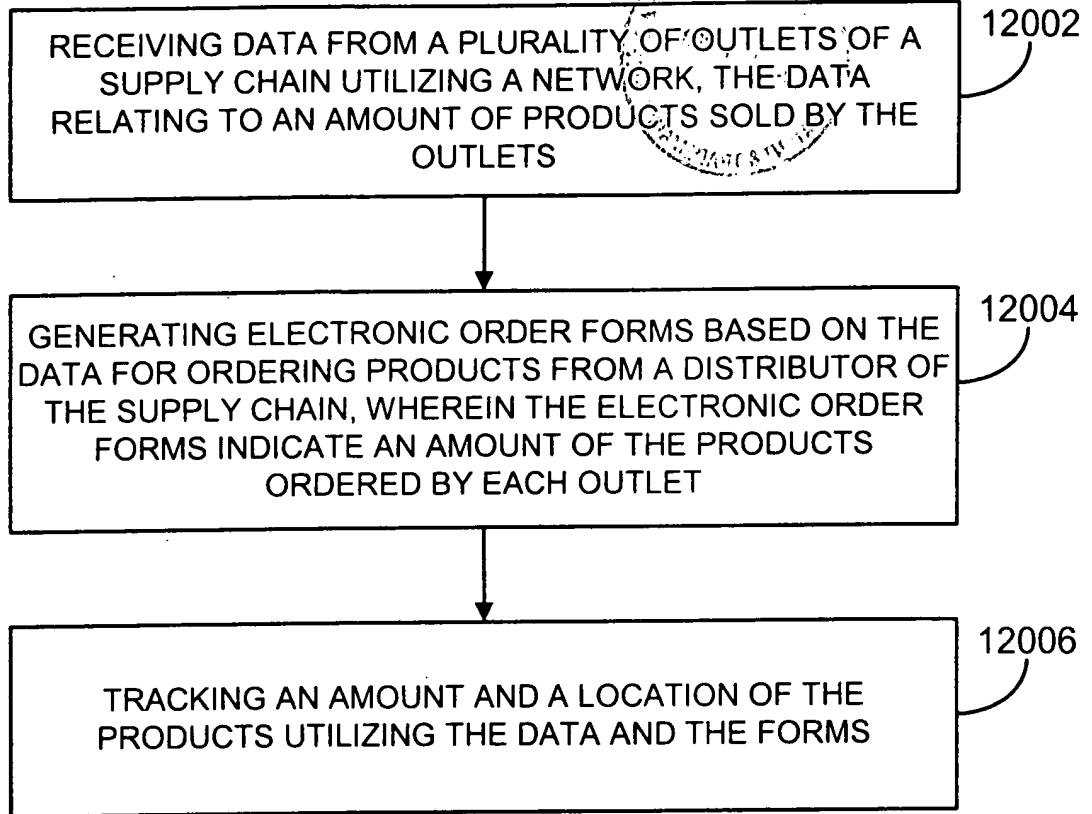 12002
RECEIVING DATA FROM A PLURALITY OF OUTLETS OF A
SUPPLY CHAIN UTILIZING A NETWORK, THE DATA
RELATING TO AN AMOUNT OF PRODUCTS SOLD BY THE
OUTLETS
12004
GENERATING ELECTRONIC ORDER FORMS BASED ON THE
DATA FOR ORDERING PRODUCTS FROM A DISTRIBUTOR OF
THE SUPPLY CHAIN, WHEREIN THE ELECTRONIC ORDER
FORMS INDICATE AN AMOUNT OF THE PRODUCTS
ORDERED BY EACH OUTLET
12006
TRACKING AN AMOUNT AND A LOCATION OF THE
PRODUCTS UTILIZING THE DATA AND THE FORMS